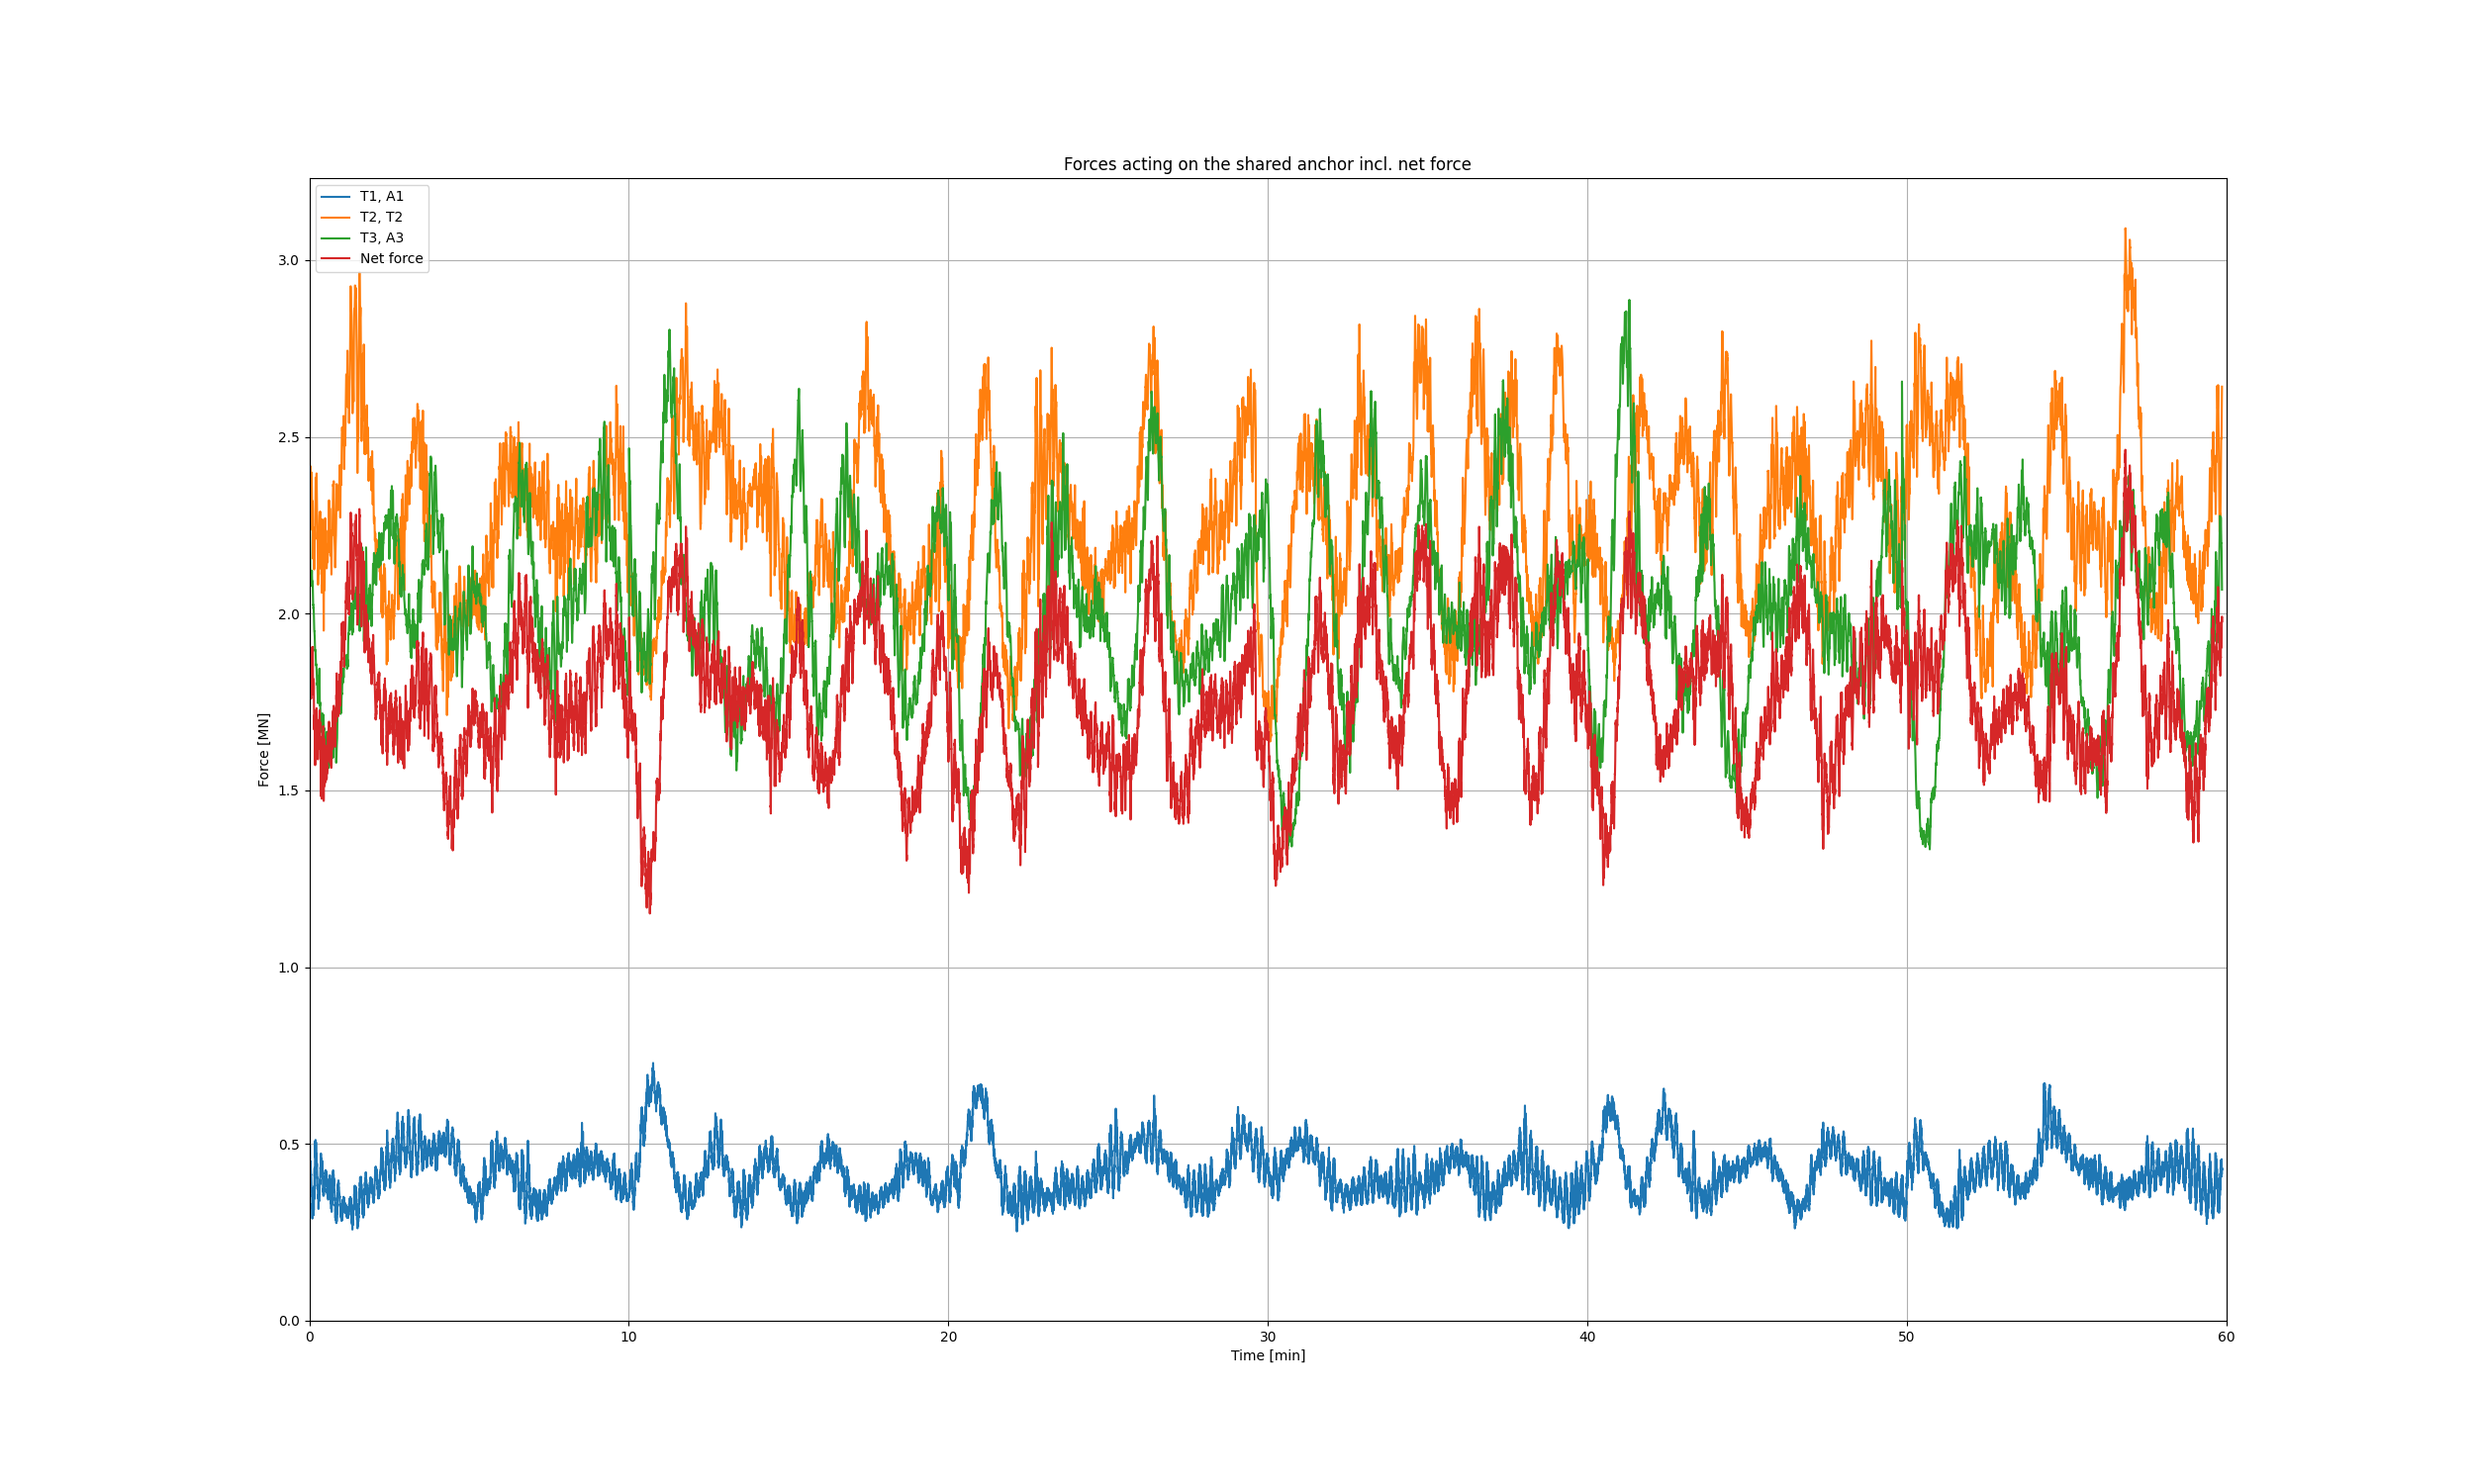 Forces acting on the shared anchor incl. net force
T1, A1
T2, T2
T3, A3
Net force
3.0
2.5
2.0
1.5
1.0
0.5
0.0
Force [MN]
0 10 20 30 40 50 60
Time [min]